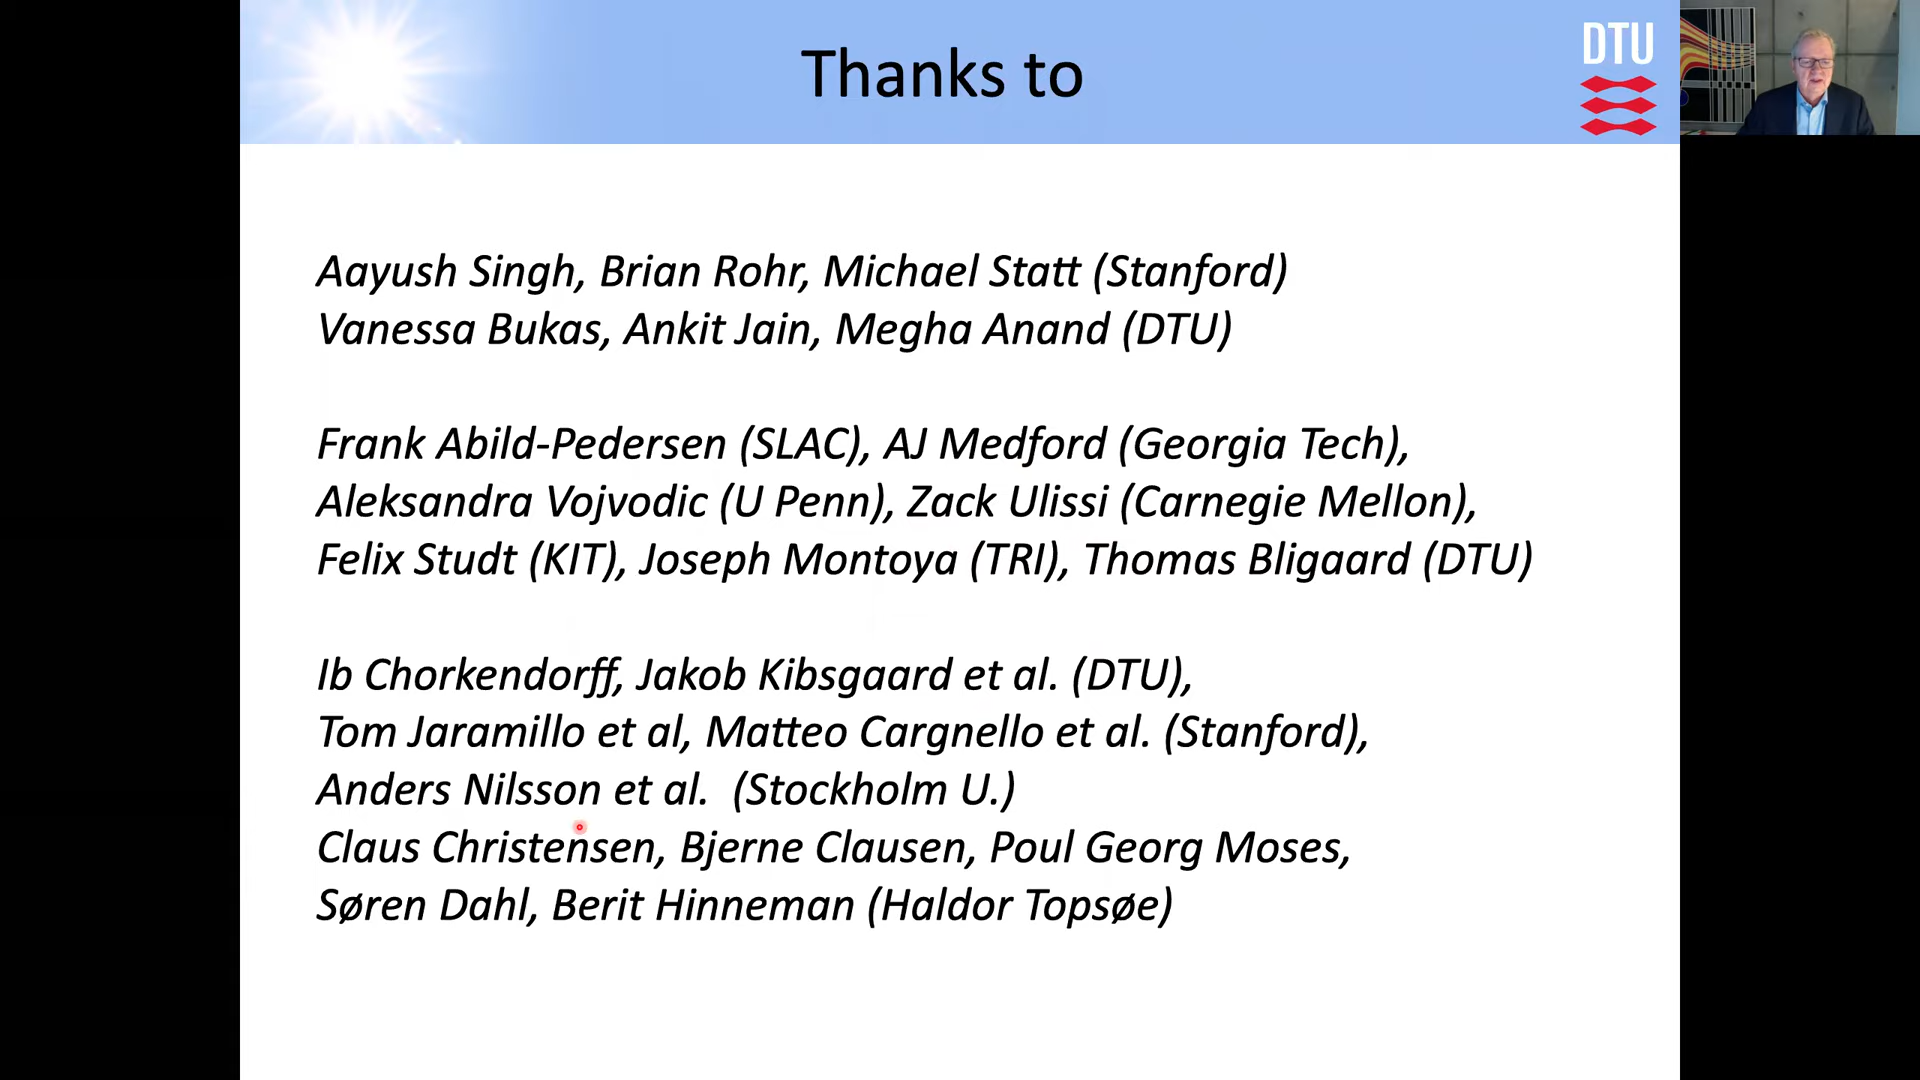 Thanks to
DTU
Aayush Singh, Brian Rohr, Michael Statt (Stanford)
Vanessa Bukas, Ankit Jain, Megha Anand (DTU)
Frank Abild-Pedersen (SLAC), AJ Medford (Georgia Tech),
Aleksandra Vojvodic (U Penn), Zack Ulissi (Carnegie Mellon),
Felix Studt (KIT), Joseph Montoya (TRI), Thomas Bligaard (DTU)
Ib Chorkendorff, Jakob Kibsgaard et al. (DTU),
Tom Jaramillo et al, Matteo Cargnello et al. (Stanford),
Anders Nilsson et al.  (Stockholm U.)
Claus Christensen, Bjerne Clausen, Poul Georg Moses,
Søren Dahl, Berit Hinneman (Haldor Topsøe)